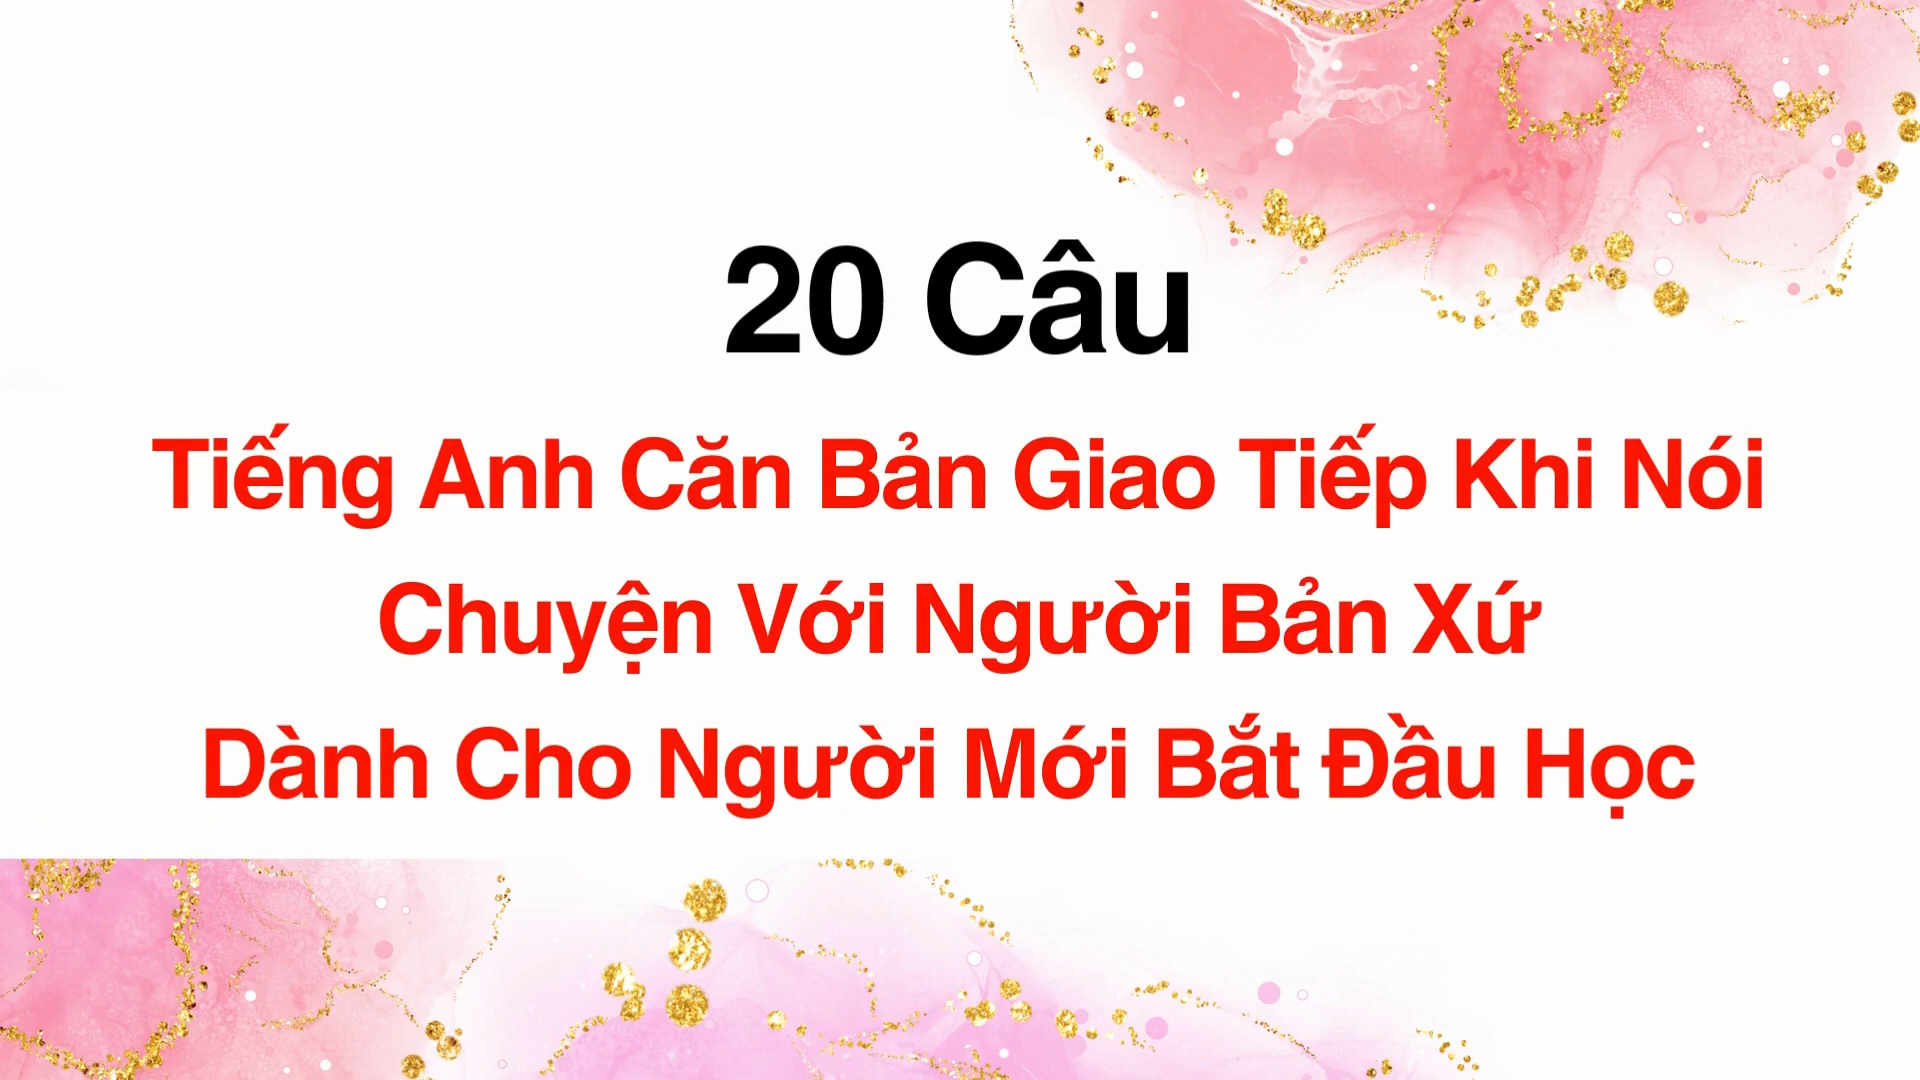 20 Câu
Tiếng Anh Căn Bản Giao Tiếp Khi Nói
Chuyện Với Người Bản Xứ
Dành Cho Người Mới Bắt Đầu Học